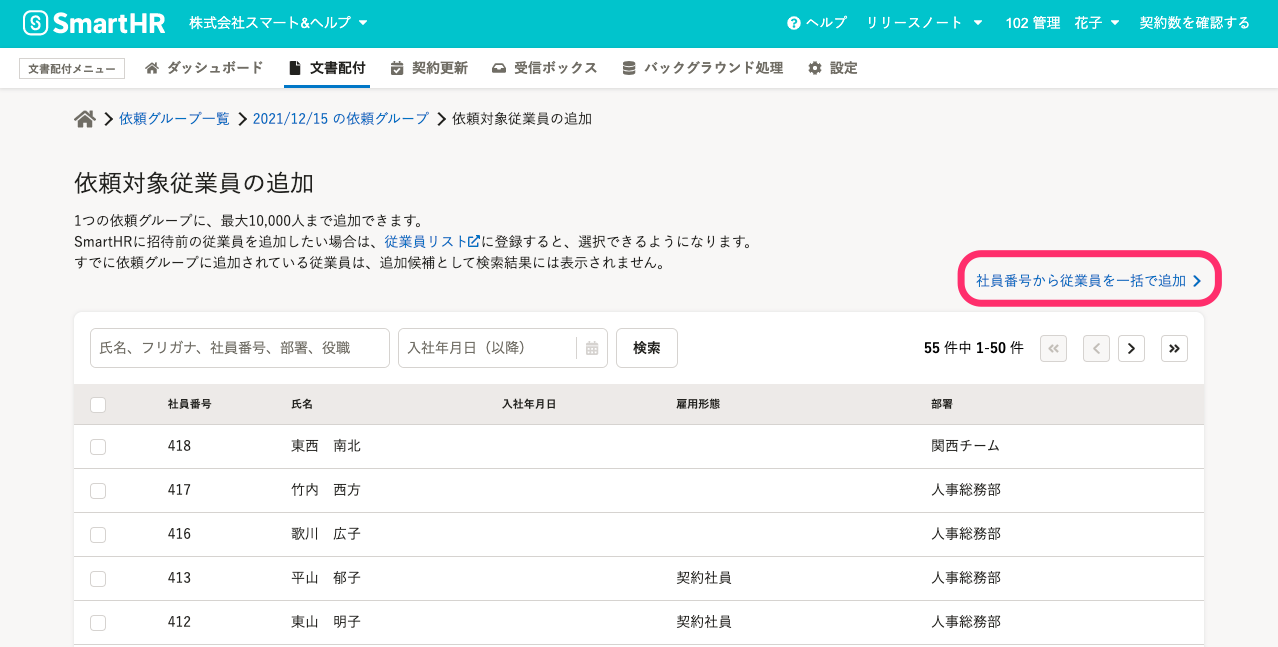 SmartHR 株式会社スマート&ヘルプ ヘルプ リリースノート 102 管理 花子 契約数を確認する
文書配付メニュー ダッシュボード 文書配付 契約更新 受信ボックス バックグラウンド処理 設定
依頼グループ一覧 2021/12/15 の依頼グループ 依頼対象従業員の追加
依頼対象従業員の追加
1つの依頼グループに、最大10,000人まで追加できます。
SmartHRに招待前の従業員を追加したい場合は、従業員リストに登録すると、選択できるようになります。
すでに依頼グループに追加されている従業員は、追加候補として検索結果には表示されません。
社員番号から従業員を一括で追加
氏名、フリガナ、社員番号、部署、役職 入社年月日（以降） 検索 55 件中 1-50 件
社員番号 氏名 入社年月日 雇用形態 部署
418 東西　南北 関西チーム
417 竹内　西方 人事総務部
416 歌川　広子 人事総務部
413 平山　郁子 契約社員 人事総務部
412 東山　明子 契約社員 人事総務部